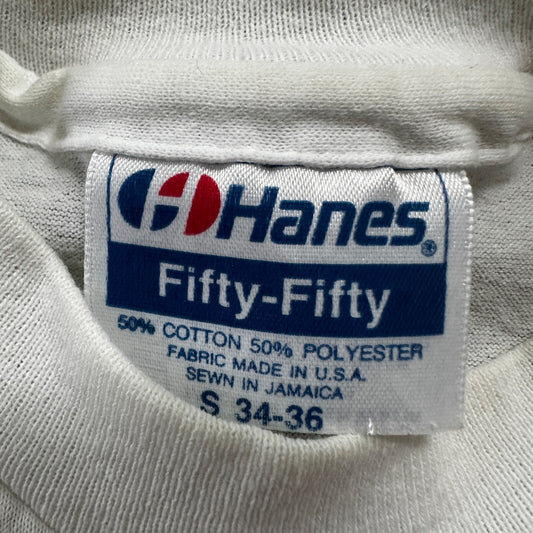 Hanes®
Fifty-Fifty
50% COTTON 50% POLYESTER
FABRIC MADE IN U.S.A.
SEWN IN JAMAICA
S 34-36